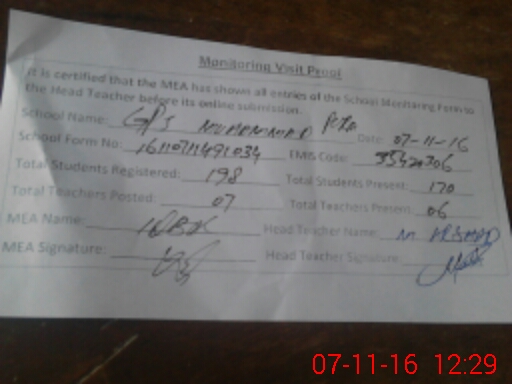 Monitoring Visit Proof
It is certified that the MEA has shown all entries of the School Monitoring Form to
the Head Teacher before its online submission.
School Name: GPS MUHAMMAD PURA Date: 07-11-16
School Form No: EMIS Code:
Total Students Registered: 198 Total Students Present: 170
Total Teachers Posted: 07 Total Teachers Present: 06
MEA Name: Head Teacher Name: M ARSHAD
MEA Signature: Head Teacher Signature:
07-11-16 12:29